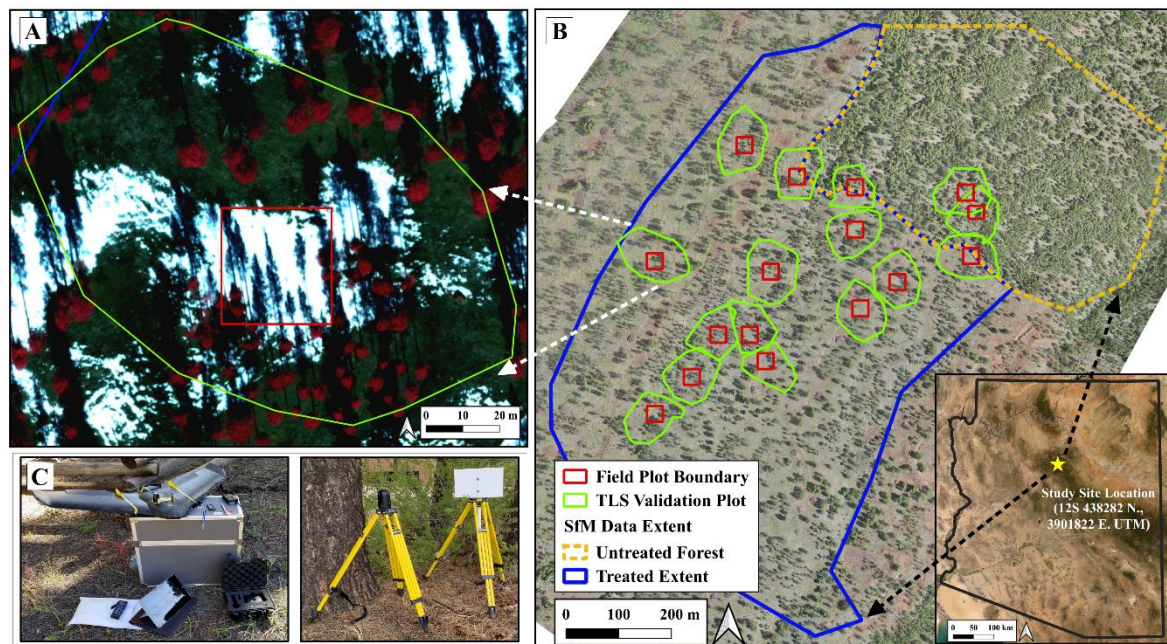 A
0 10 20 m
B
Field Plot Boundary
TLS Validation Plot
SfM Data Extent
Untreated Forest
Treated Extent
0 100 200 m
Study Site Location
(12S 438282 N.,
3901822 E. UTM)
0 50 100 km
C